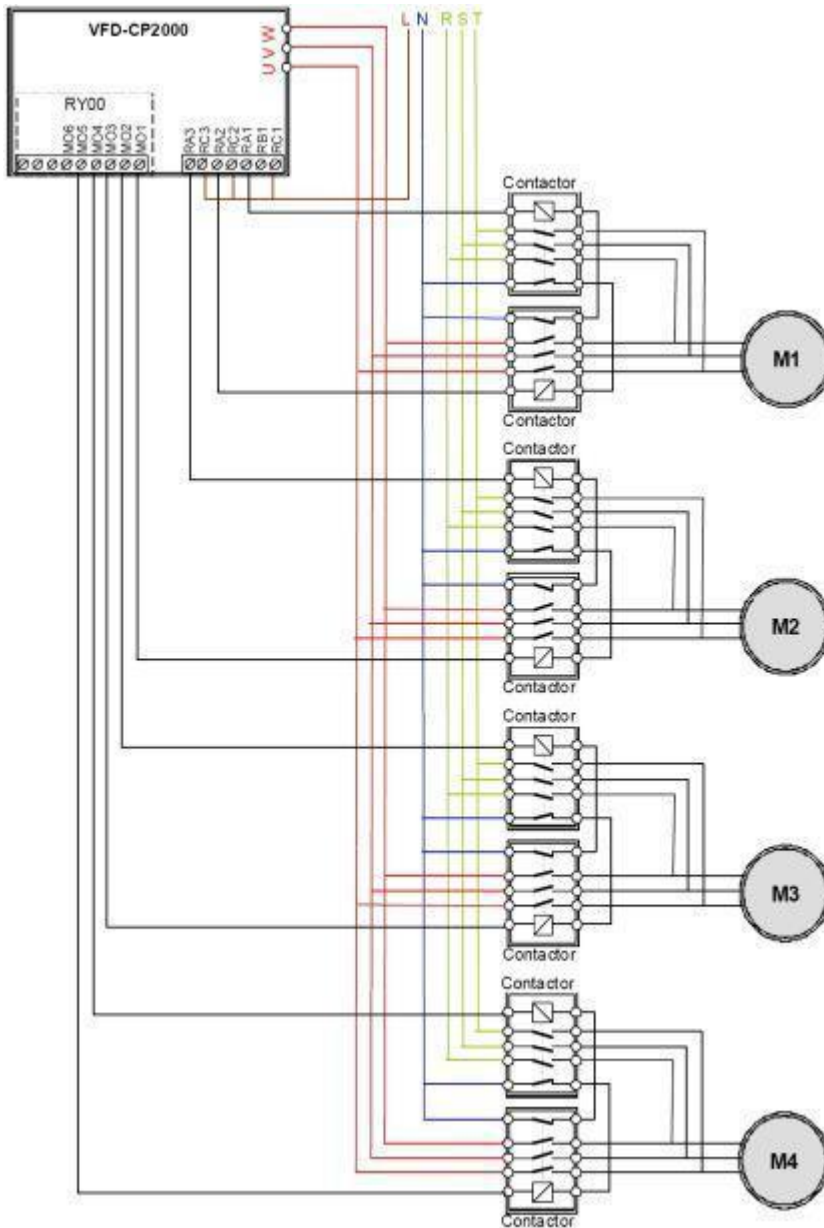 VFD-CP2000
L N R S T
W
V
U
RY00
MO6
MO5
MO4
MO3
MO2
MO1
RA3
RC3
RA2
RC2
RA1
RB1
RC1
Contactor
M1
Contactor
Contactor
M2
Contactor
Contactor
M3
Contactor
Contactor
M4
Contactor